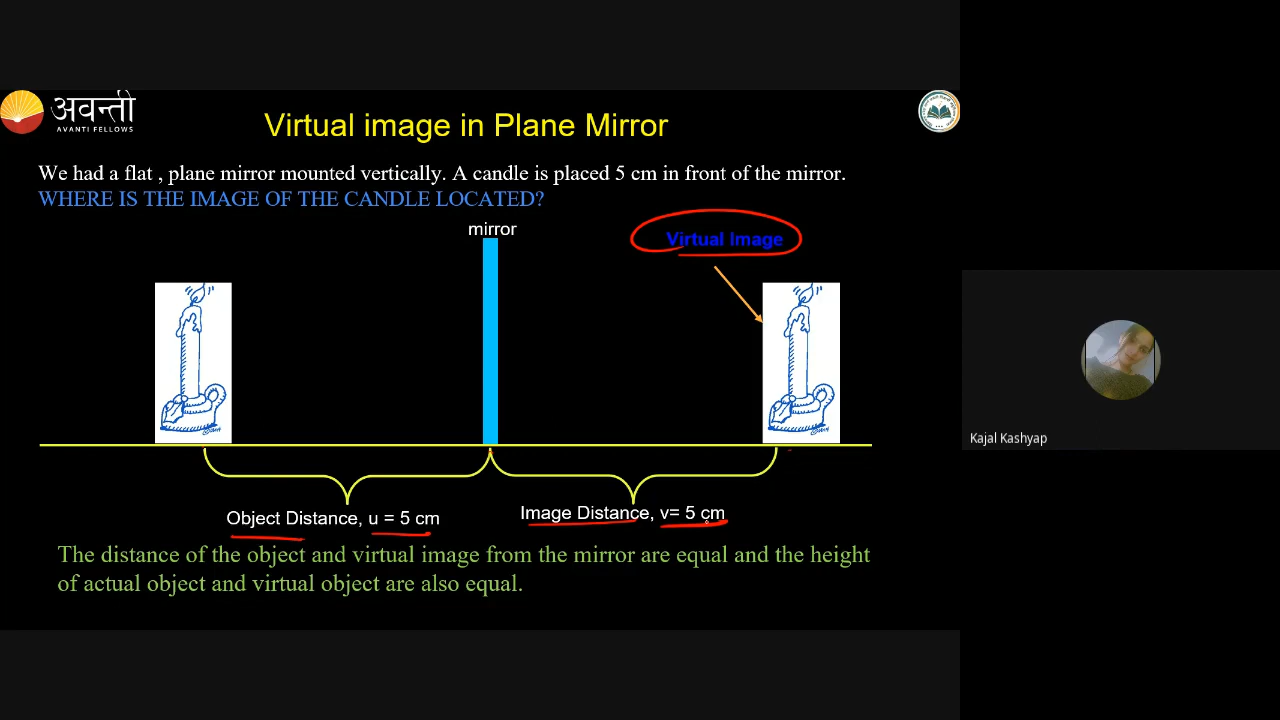 अवन्ती
AVANTI FELLOWS
Virtual image in Plane Mirror
We had a flat , plane mirror mounted vertically. A candle is placed 5 cm in front of the mirror.
WHERE IS THE IMAGE OF THE CANDLE LOCATED?
mirror
Virtual Image
Object Distance, u = 5 cm
Image Distance, v= 5 cm
The distance of the object and virtual image from the mirror are equal and the height
of actual object and virtual object are also equal.
Kajal Kashyap